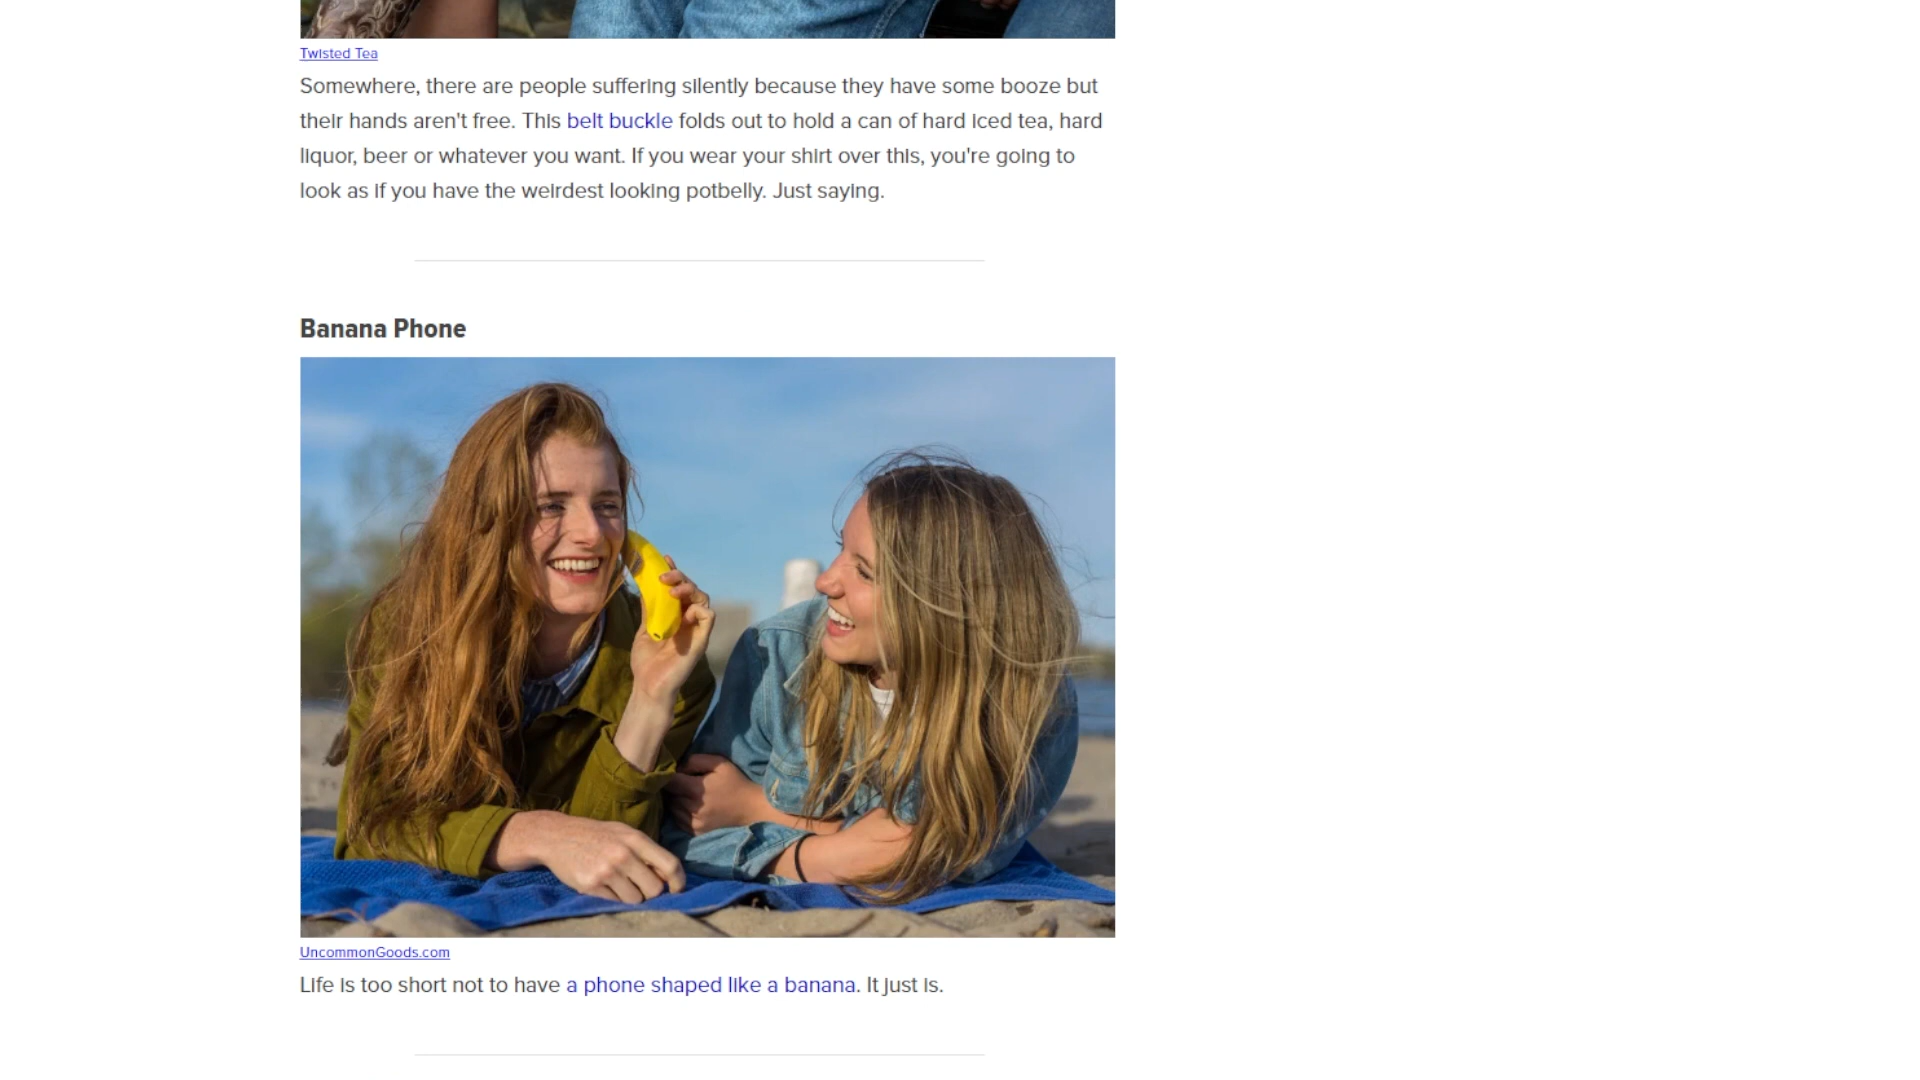 Twisted Tea
Somewhere, there are people suffering silently because they have some booze but
their hands aren't free. This belt buckle folds out to hold a can of hard iced tea, hard
liquor, beer or whatever you want. If you wear your shirt over this, you're going to
look as if you have the weirdest looking potbelly. Just saying.
Banana Phone
UncommonGoods.com
Life is too short not to have a phone shaped like a banana. It just is.